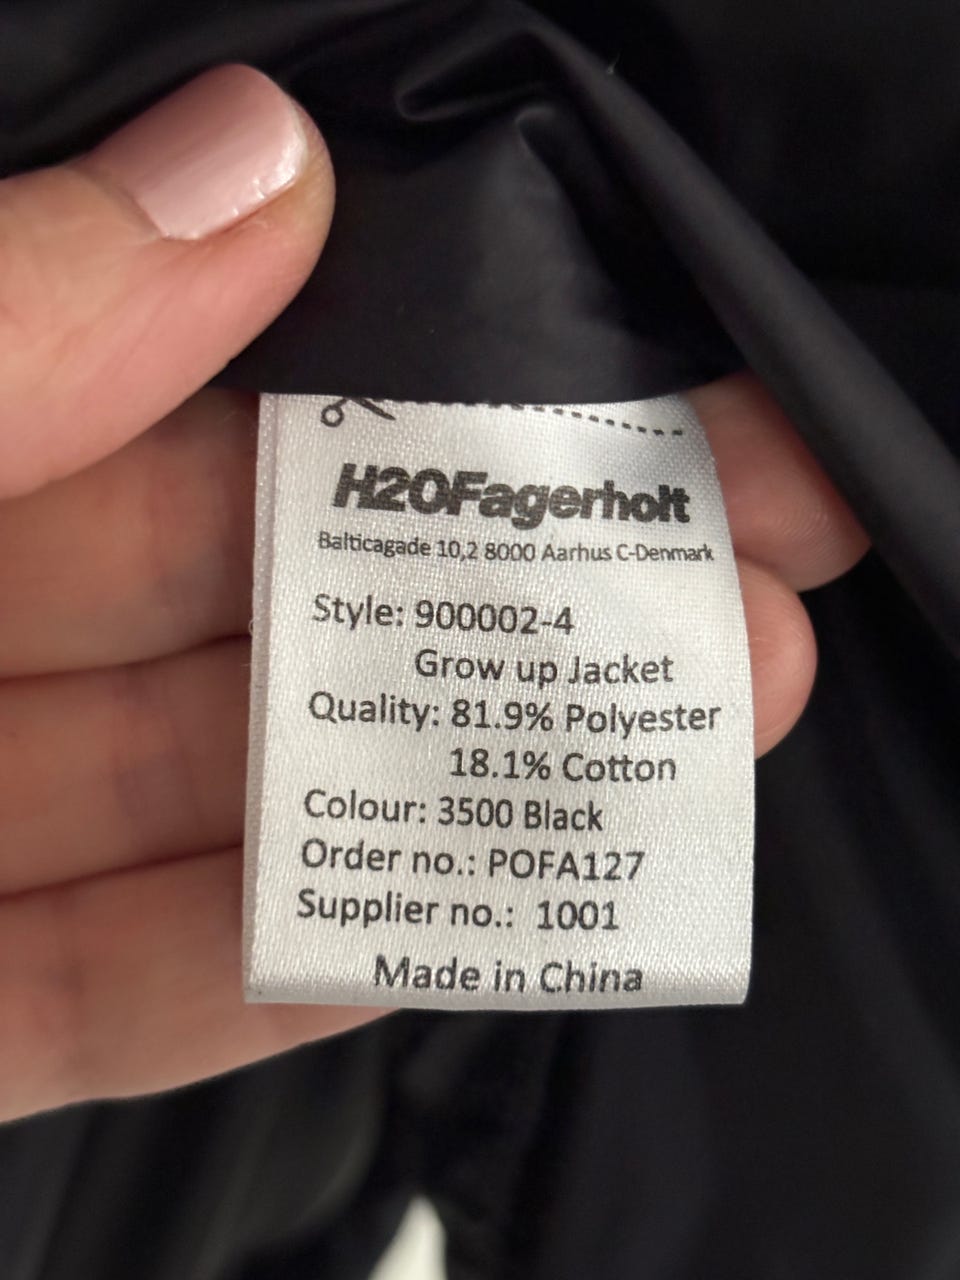 H2OFagerholt
Balticagade 10,2 8000 Aarhus C-Denmark
Style: 900002-4
Grow up Jacket
Quality: 81.9% Polyester
18.1% Cotton
Colour: 3500 Black
Order no.: POFA127
Supplier no.: 1001
Made in China